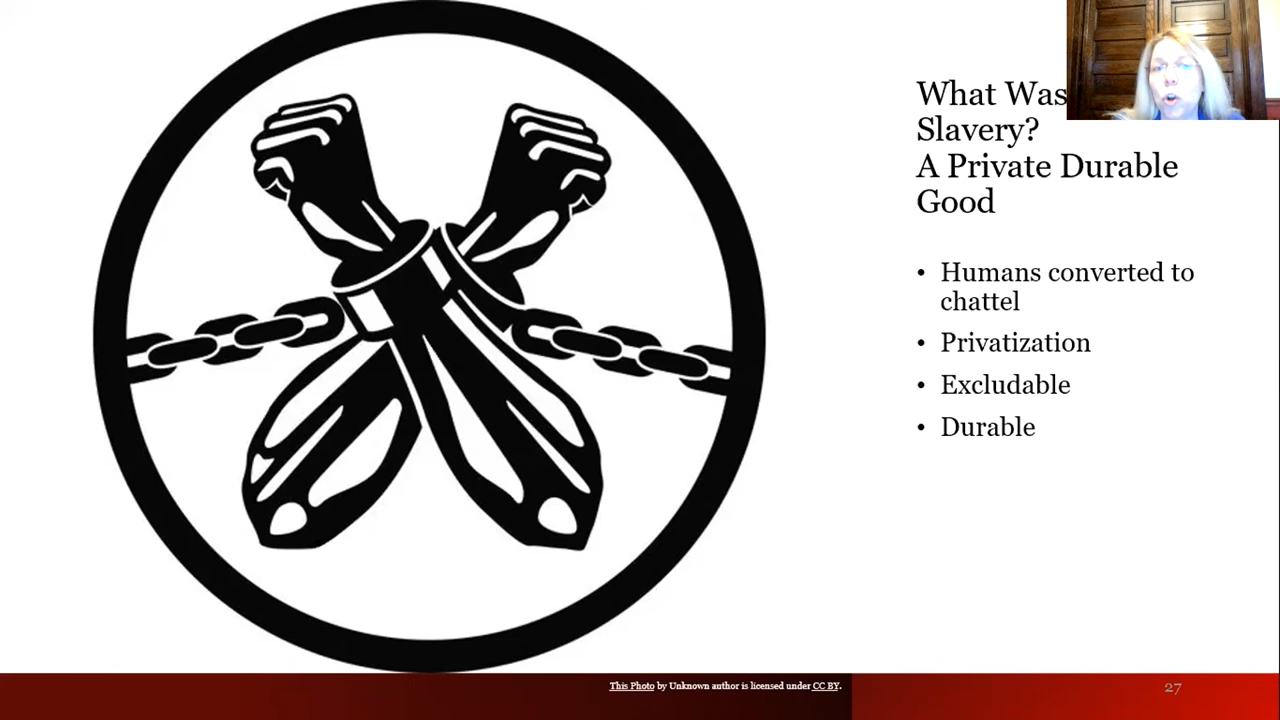 What Was
Slavery?
A Private Durable
Good
• Humans converted to
chattel
• Privatization
• Excludable
• Durable
This Photo by Unknown author is licensed under CC BY.
27